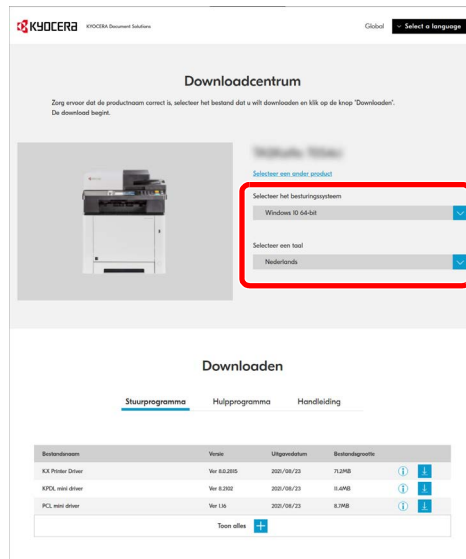 KYOCERA
KYOCERA Document Solutions
Global
Select a language
Downloadcentrum
Zorg ervoor dat de productnaam correct is, selecteer het bestand dat u wilt downloaden en klik op de knop 'Downloaden'.
De download begint.
Selecteer een ander product
Selecteer het besturingssysteem
Windows 10 64-bit
Selecteer een taal
Nederlands
Downloaden
Stuurprogramma Hulpprogramma Handleiding
Bestandsnaam Versie Uitgavedatum Bestandsgrootte
KX Printer Driver Ver 8.0.2615 2021/08/23 71.2MB
KPDL mini driver Ver 8.2102 2021/08/23 11.4MB
PCL mini driver Ver 1.16 2021/08/23 8.7MB
Toon alles